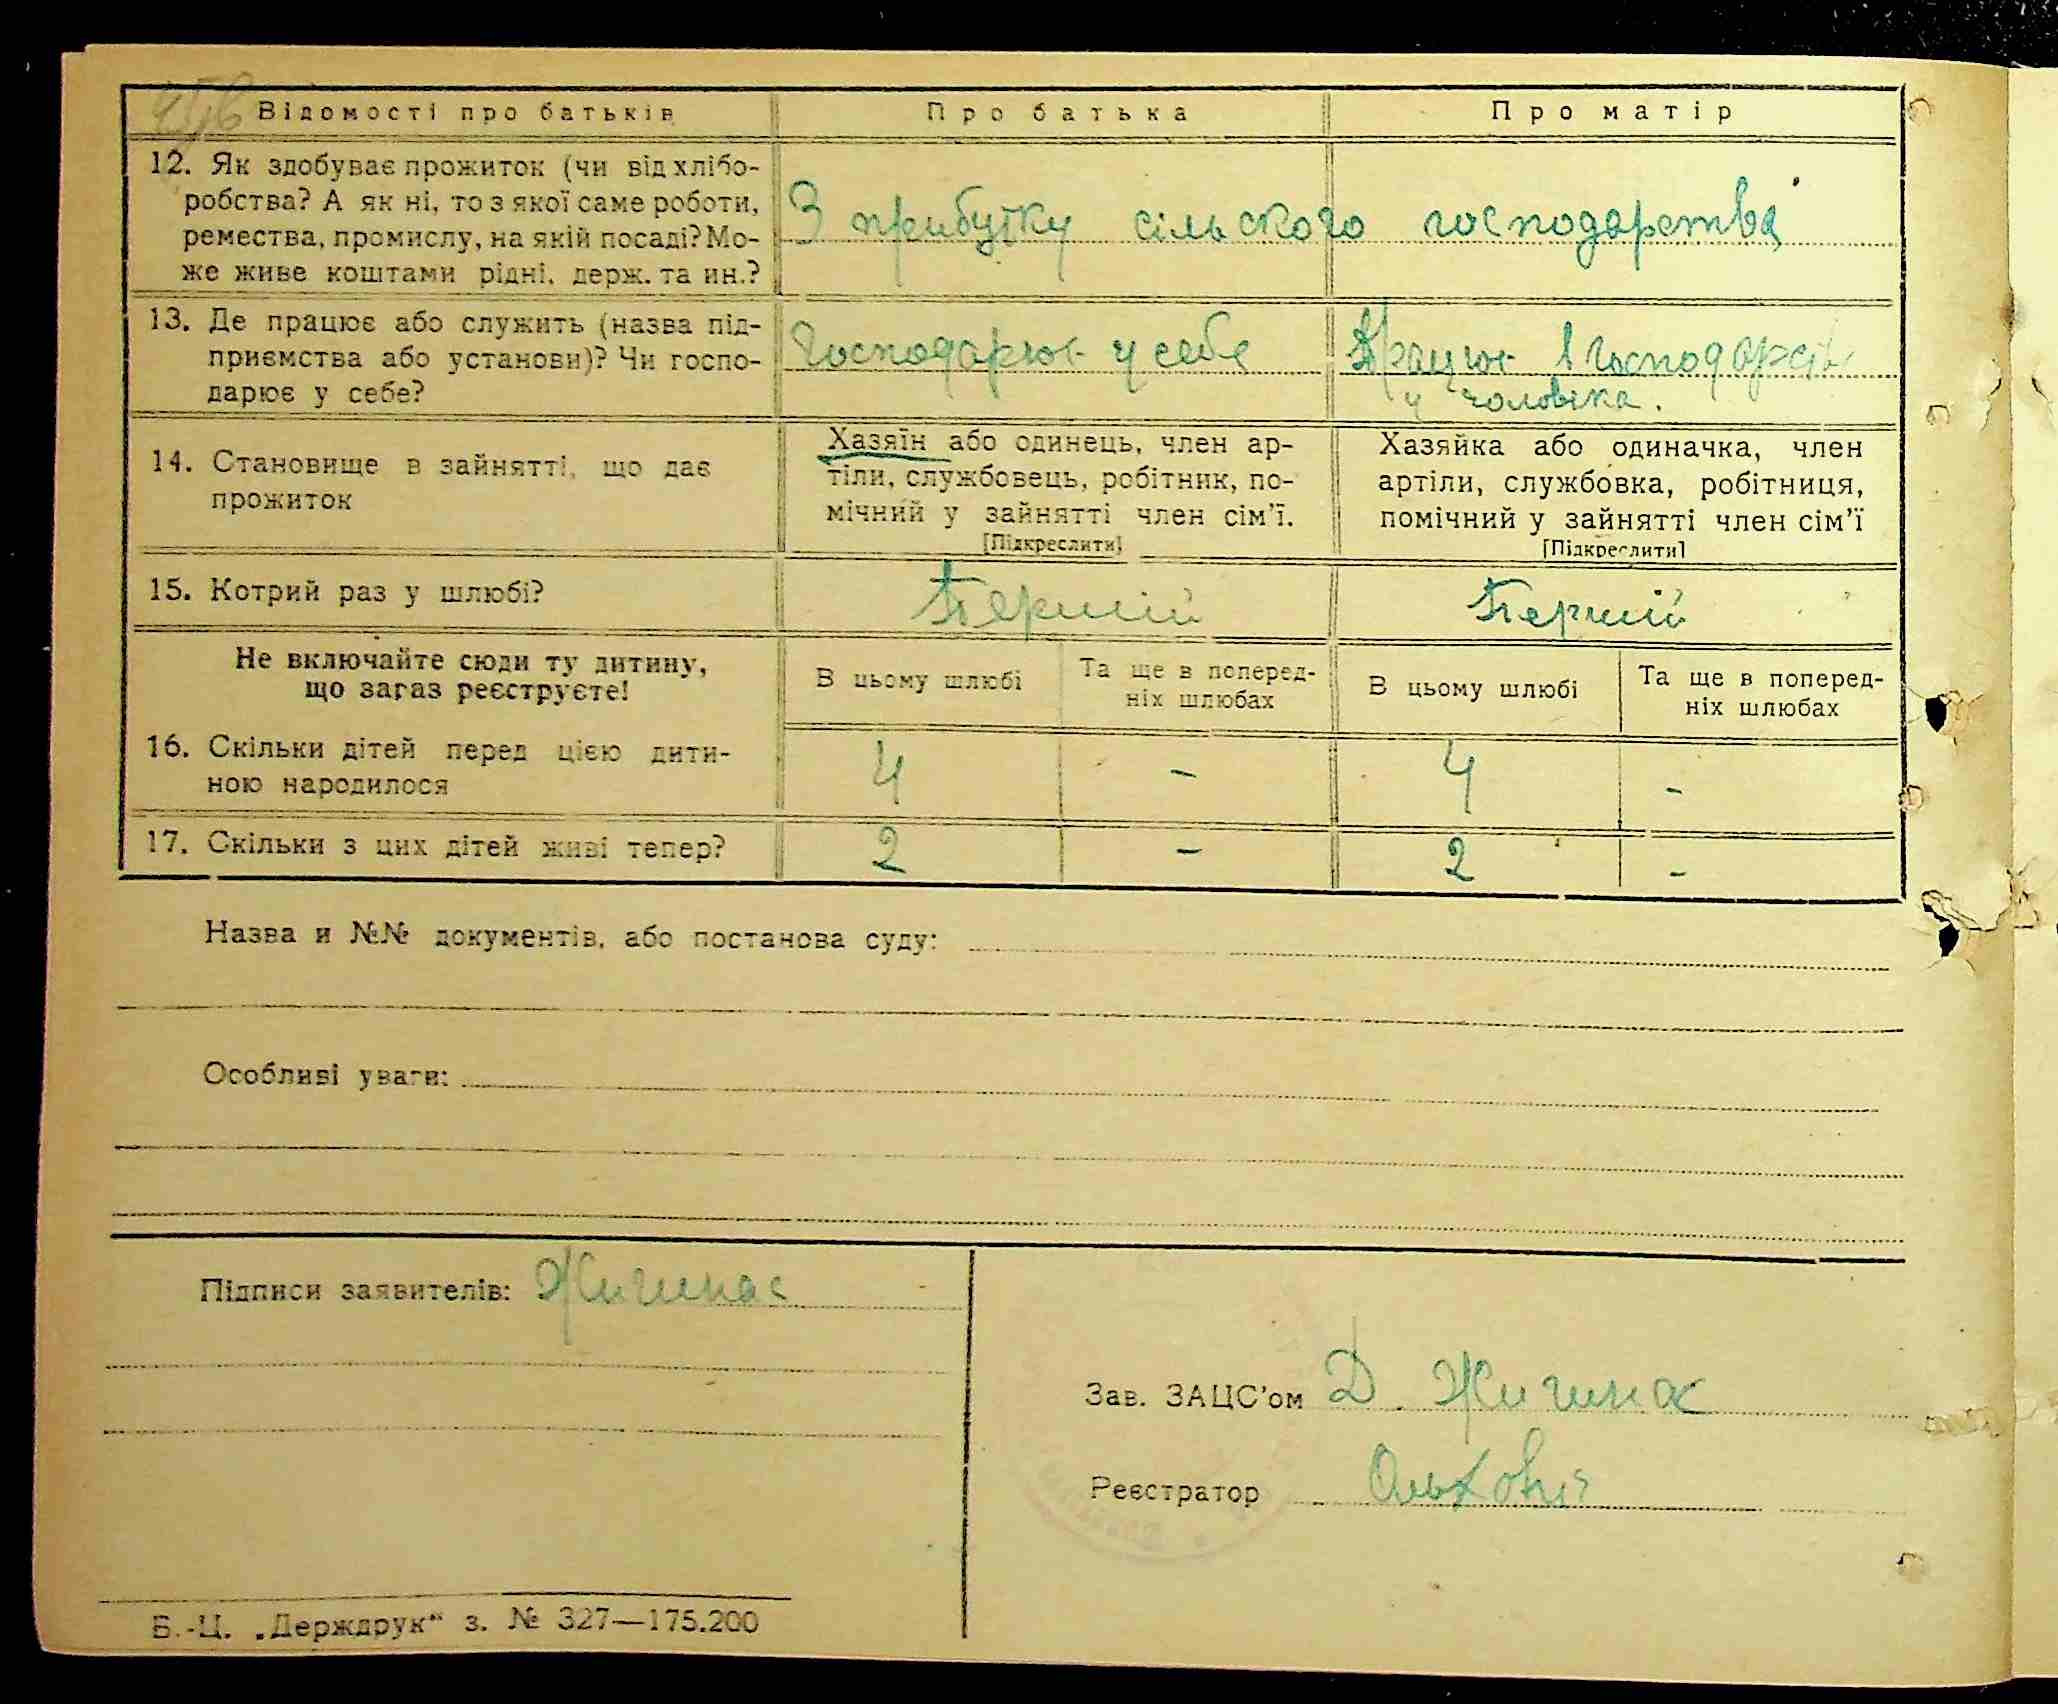 Відомості про батьків Про батька Про матір
12. Як здобуває прожиток (чи від хлібо-
робства? А як ні, то з якої саме роботи,
ремества, промислу, на якій посаді? Мо-
же живе коштами рідні, держ. та ин.?
З прибутку сільского господарства
13. Де працює або служить (назва під-
приємства або установи)? Чи госпо-
дарює у себе?
Господарює у себе
Працює в господарстві
у чоловіка.
14. Становище в зайнятті, що дає
прожиток
Хазяїн або одинець, член ар-
тіли, службовець, робітник, по-
мічний у зайнятті член сім'ї.
[Підкреслити]
Хазяйка або одиначка, член
артіли, службовка, робітниця,
помічний у зайнятті член сім'ї
[Підкреслити]
15. Котрий раз у шлюбі? Перший Перший
Не включайте сюди ту дитину,
що зараз реєструєте!
В цьому шлюбі
Та ще в поперед-
ніх шлюбах
В цьому шлюбі
Та ще в поперед-
ніх шлюбах
16. Скільки дітей перед цією дити-
ною народилося
4 - 4 -
17. Скільки з цих дітей живі тепер? 2 - 2 -
Назва и №№ документів, або постанова суду:
Особливі уваги:
Підписи заявителів:
Зав. ЗАЦС'ом Д.
Реєстратор
Б.-Ц. „Держдрук" з. № 327—175.200